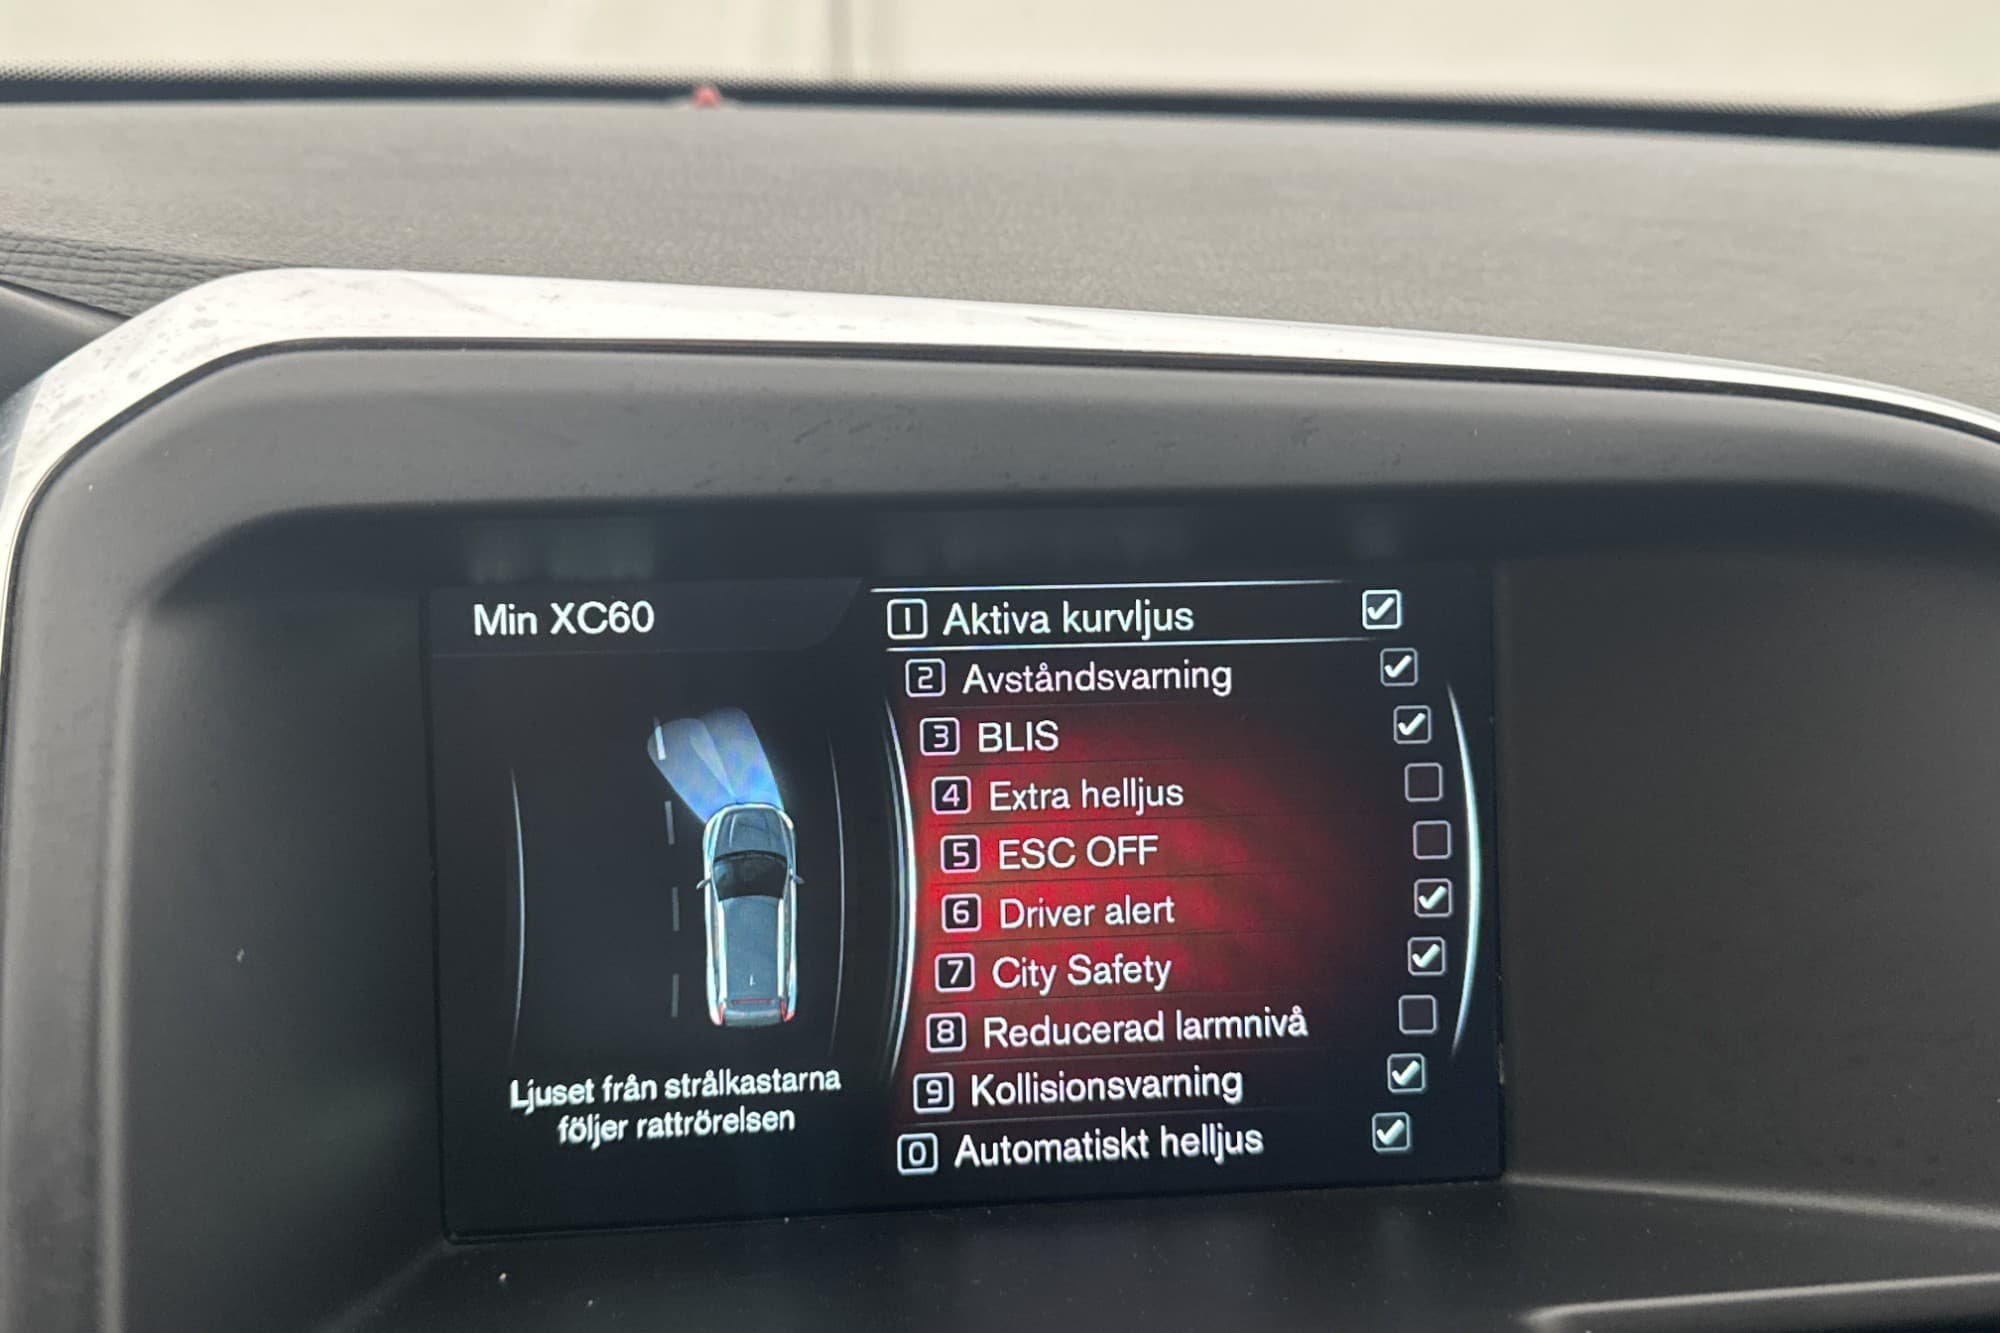 Min XC60
1 Aktiva kurvljus
2 Avståndsvarning
3 BLIS
4 Extra helljus
5 ESC OFF
6 Driver alert
7 City Safety
8 Reducerad larmnivå
9 Kollisionsvarning
0 Automatiskt helljus
Ljuset från strålkastarna
följer rattrörelsen